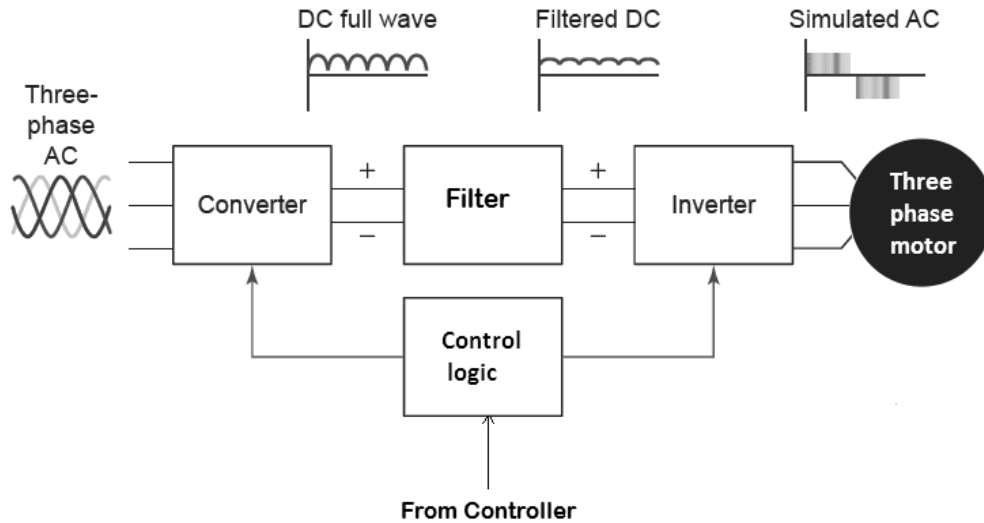 DC full wave
Filtered DC
Simulated AC
Three-
phase
AC
Converter
+
−
Filter
+
−
Inverter
Three
phase
motor
Control
logic
From Controller